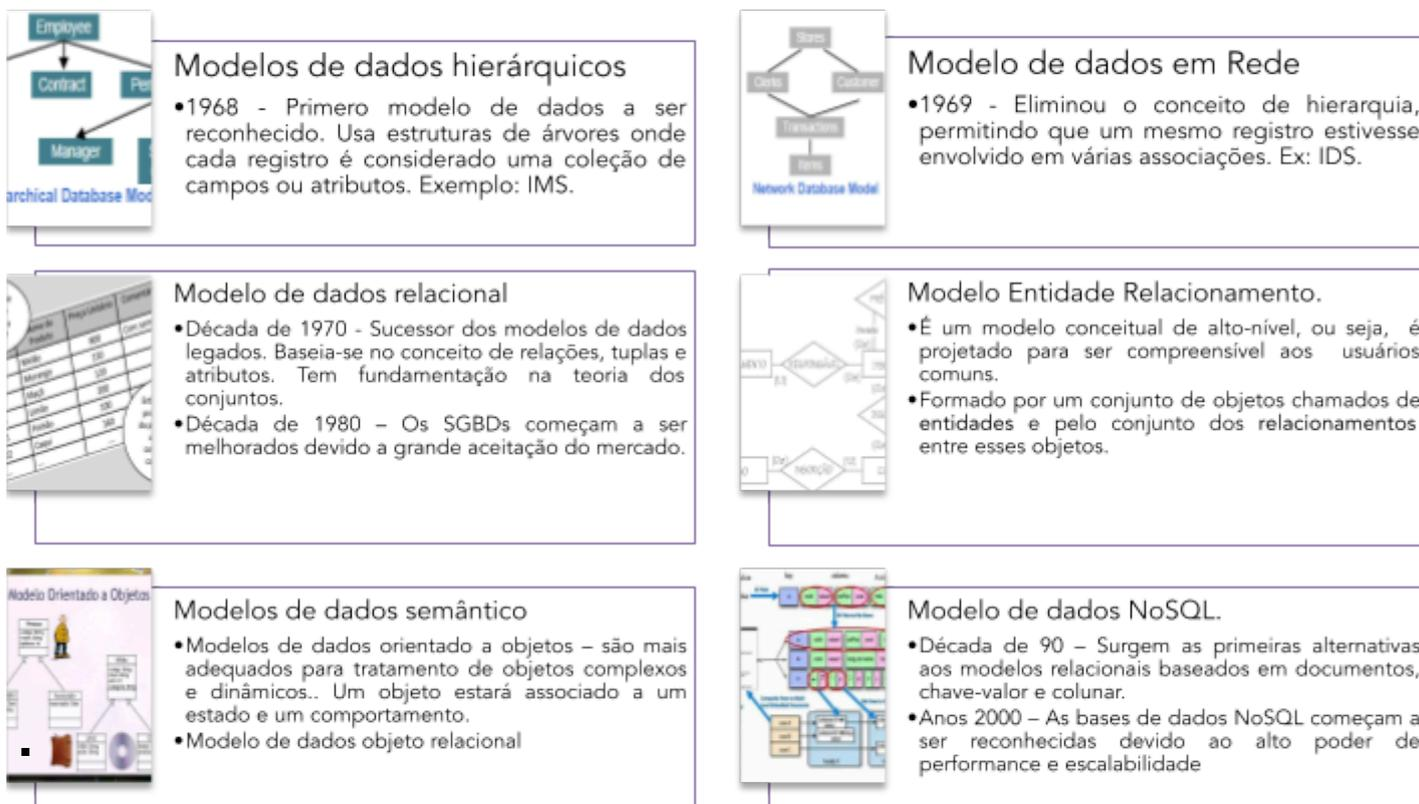 Employee
Contract
Manager
Modelos de dados hierárquicos
•1968 - Primero modelo de dados a ser
reconhecido. Usa estruturas de árvores onde
cada registro é considerado uma coleção de
campos ou atributos. Exemplo: IMS.
Stores
Customer
Transactions
Items
Network Database Model
Modelo de dados em Rede
•1969 - Eliminou o conceito de hierarquia,
permitindo que um mesmo registro estivesse
envolvido em várias associações. Ex: IDS.
Modelo de dados relacional
•Década de 1970 - Sucessor dos modelos de dados
legados. Baseia-se no conceito de relações, tuplas e
atributos. Tem fundamentação na teoria dos
conjuntos.
•Década de 1980 – Os SGBDs começam a ser
melhorados devido a grande aceitação do mercado.
Modelo Entidade Relacionamento.
•É um modelo conceitual de alto-nível, ou seja, é
projetado para ser compreensível aos usuários
comuns.
•Formado por um conjunto de objetos chamados de
entidades e pelo conjunto dos relacionamentos
entre esses objetos.
Modelo Orientado a Objetos
Modelos de dados semântico
•Modelos de dados orientado a objetos – são mais
adequados para tratamento de objetos complexos
e dinâmicos.. Um objeto estará associado a um
estado e um comportamento.
•Modelo de dados objeto relacional
Modelo de dados NoSQL.
•Década de 90 – Surgem as primeiras alternativas
aos modelos relacionais baseados em documentos,
chave-valor e colunar.
•Anos 2000 – As bases de dados NoSQL começam a
ser reconhecidas devido ao alto poder de
performance e escalabilidade